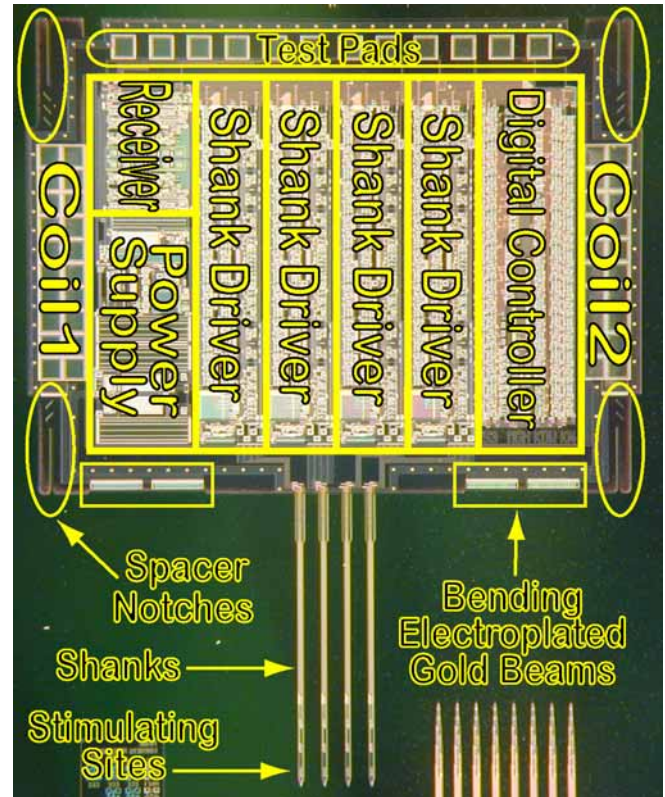 Test Pads
Receiver
Power
Supply
Shank Driver
Shank Driver
Shank Driver
Shank Driver
Digital Controller
Coil1
Coil2
Spacer
Notches
Bending
Electroplated
Gold Beams
Shanks
Stimulating
Sites